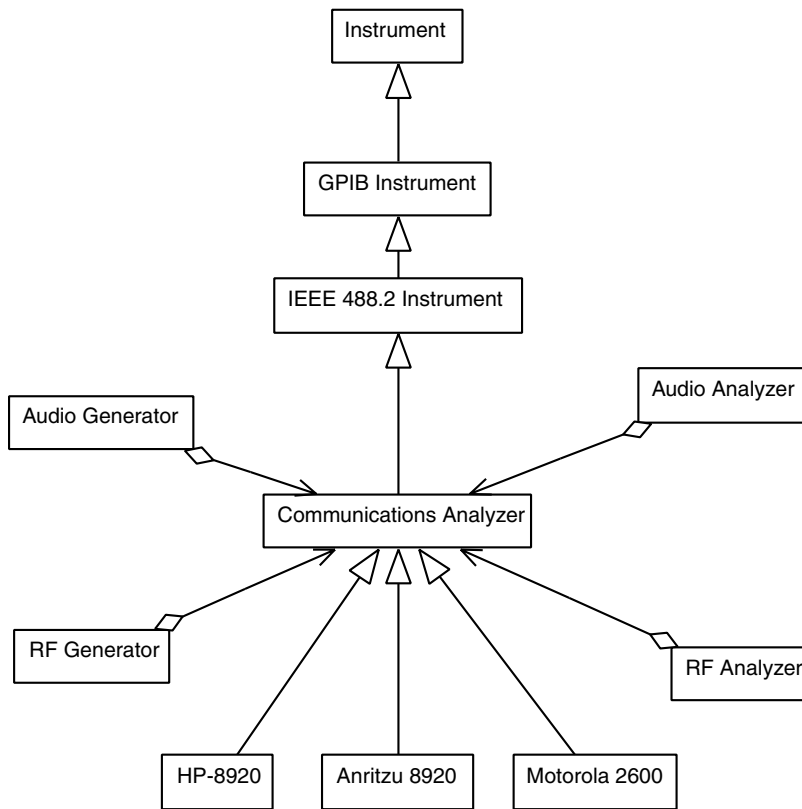 Instrument
GPIB Instrument
IEEE 488.2 Instrument
Audio Generator
Audio Analyzer
Communications Analyzer
RF Generator
RF Analyzer
HP-8920
Anritzu 8920
Motorola 2600